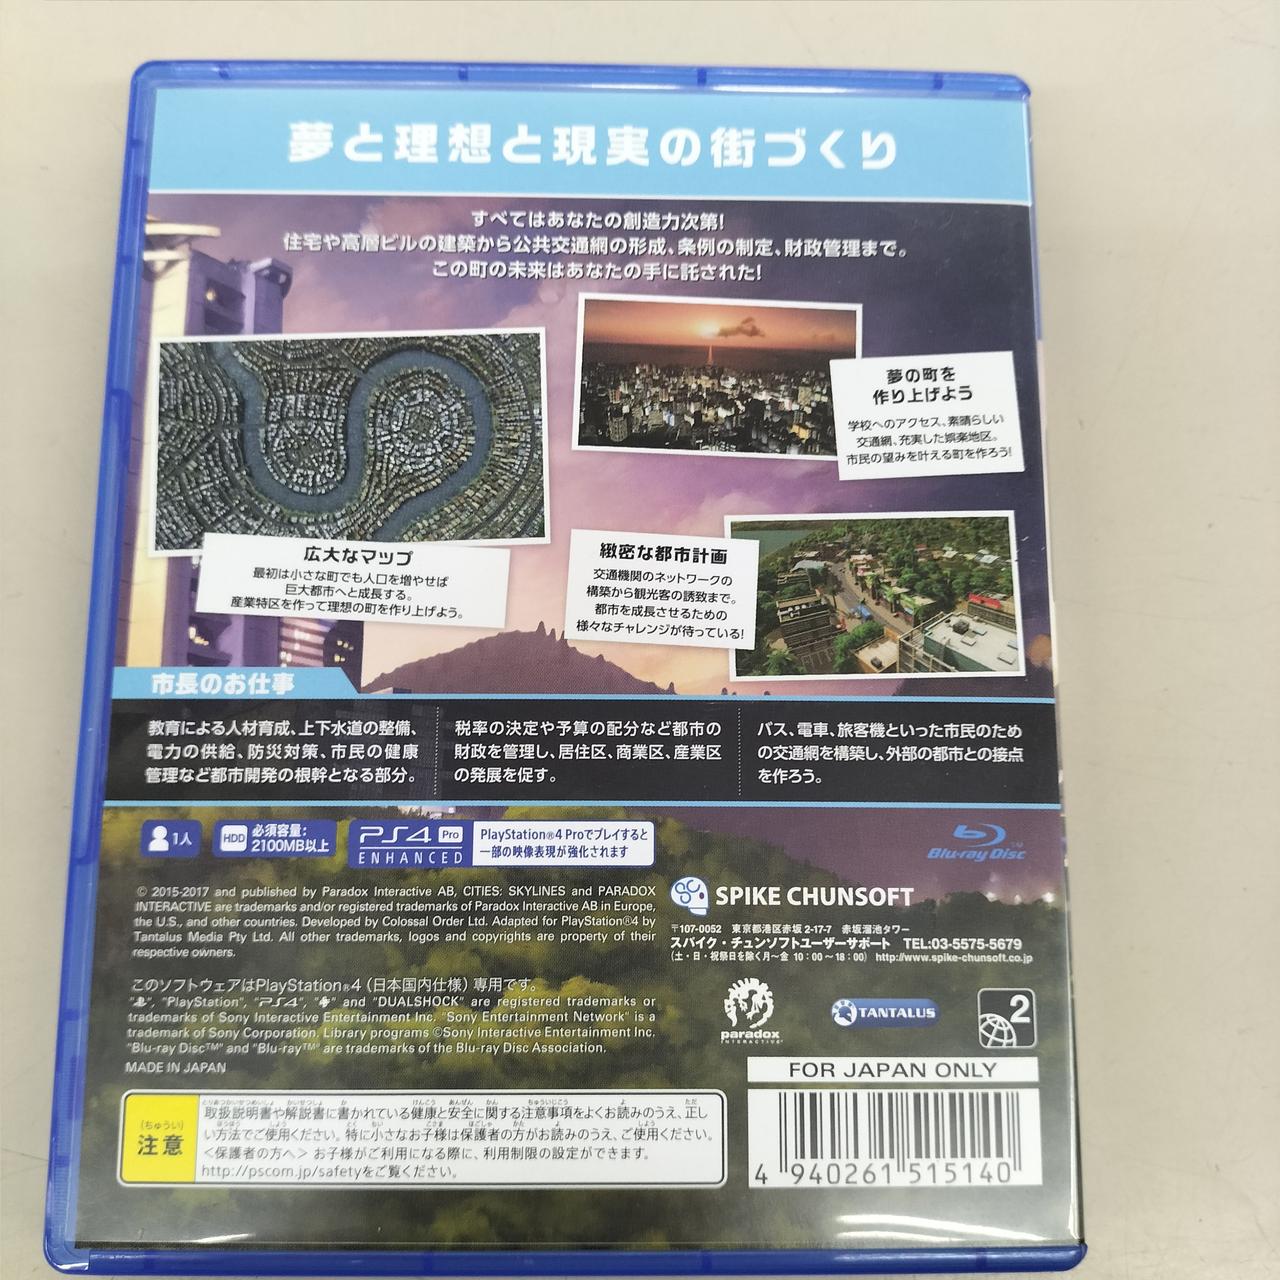 夢と理想と現実の街づくり
すべてはあなたの創造力次第!
住宅や高層ビルの建築から公共交通網の形成、条例の制定、財政管理まで。
この町の未来はあなたの手に託された!
夢の町を
作り上げよう
学校へのアクセス、素晴らしい
交通網、充実した娯楽地区。
市民の望みを叶える町を作ろう!
広大なマップ
最初は小さな町でも人口を増やせば
巨大都市へと成長する。
産業特区を作って理想の町を作り上げよう。
緻密な都市計画
交通機関のネットワークの
構築から観光客の誘致まで。
都市を成長させるための
様々なチャレンジが待っている!
市長のお仕事
教育による人材育成、上下水道の整備、
電力の供給、防災対策、市民の健康
管理など都市開発の根幹となる部分。
税率の決定や予算の配分など都市の
財政を管理し、居住区、商業区、産業区
の発展を促す。
バス、電車、旅客機といった市民のため
の交通網を構築し、外部の都市との接点
を作ろう。
1人
HDD
必須容量:
2100MB以上
PS4 Pro
ENHANCED
PlayStation®4 Proでプレイすると
一部の映像表現が強化されます
Blu-ray Disc™
© 2015-2017 and published by Paradox Interactive AB, CITIES: SKYLINES and PARADOX
INTERACTIVE are trademarks and/or registered trademarks of Paradox Interactive AB in Europe,
the U.S., and other countries. Developed by Colossal Order Ltd. Adapted for PlayStation®4 by
Tantalus Media Pty Ltd. All other trademarks, logos and copyrights are property of their
respective owners.
SPIKE CHUNSOFT
〒107-0052 東京都港区赤坂 2-17-7 赤坂溜池タワー
スパイク・チュンソフトユーザーサポート TEL:03-5575-5679
(土・日・祝祭日を除く月〜金 10:00〜18:00) http://www.spike-chunsoft.co.jp
このソフトウェアはPlayStation®4 (日本国内仕様) 専用です。
"", "PlayStation", "PS4", "" and "DUALSHOCK" are registered trademarks or
trademarks of Sony Interactive Entertainment Inc. "Sony Entertainment Network" is a
trademark of Sony Corporation. Library programs ©Sony Interactive Entertainment Inc.
"Blu-ray Disc™" and "Blu-ray™" are trademarks of the Blu-ray Disc Association.
MADE IN JAPAN
paradox
INTERACTIVE
TANTALUS
2
FOR JAPAN ONLY
(ちゅうい)
注意
取扱説明書や解説書に書かれている健康と安全に関する注意事項をよくお読みのうえ、正し
い方法でご使用ください。特に小さなお子様は保護者の方がお読みのうえ、ご使用ください。
<保護者の方へ> お子様がご利用になる際に、利用制限の設定ができます。
http://pscom.jp/safetyをご覧ください。
4 940261 515140